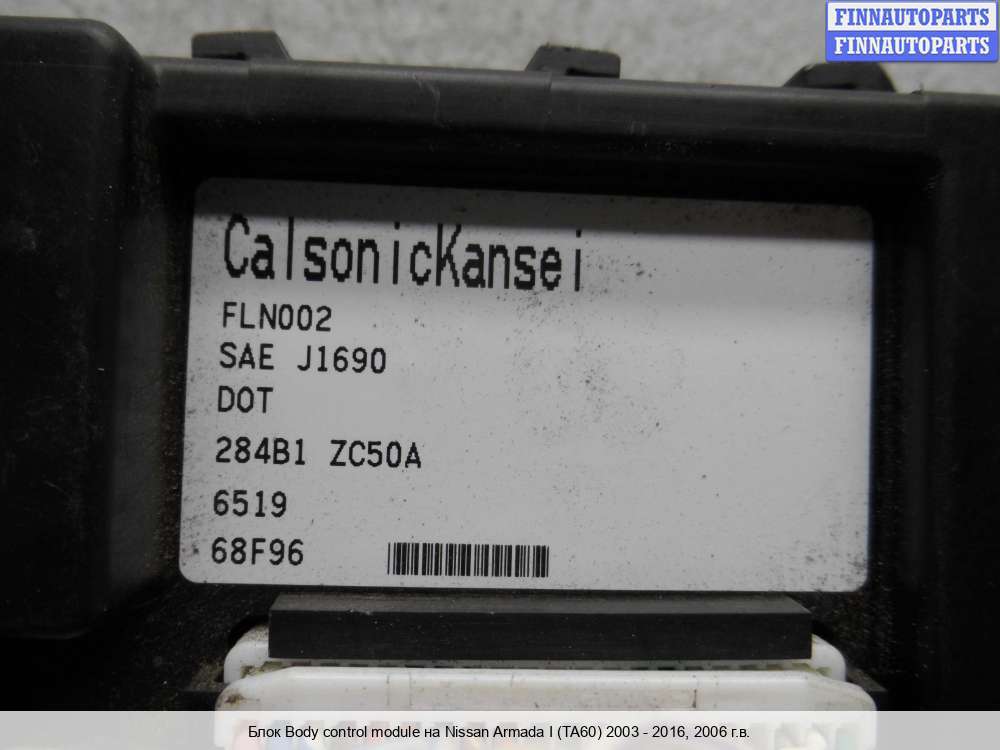 FINNAUTOPARTS
FINNAUTOPARTS
CalsonicKansei
FLN002
SAE J1690
DOT
284B1 ZC50A
6519
68F96
Блок Body control module на Nissan Armada I (TA60) 2003 - 2016, 2006 г.в.